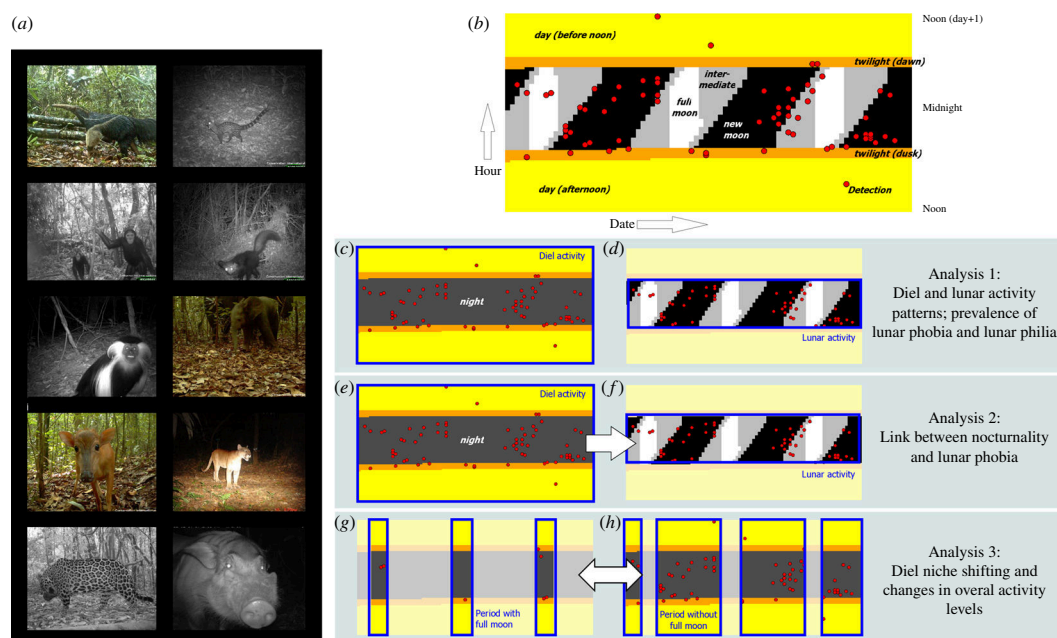 (a)
(b)
day (before noon)
Noon (day+1)
twilight (dawn)
inter-
mediate
full
moon
new
moon
Midnight
twilight (dusk)
Hour
day (afternoon)
Detection
Date
Noon
(c)
Diel activity
night
(d)
Lunar activity
Analysis 1:
Diel and lunar activity
patterns; prevalence of
lunar phobia and lunar philia
(e)
Diel activity
night
(f)
Lunar activity
Analysis 2:
Link between nocturnality
and lunar phobia
(g)
Period with
full moon
(h)
Period without
full moon
Analysis 3:
Diel niche shifting and
changes in overal activity
levels